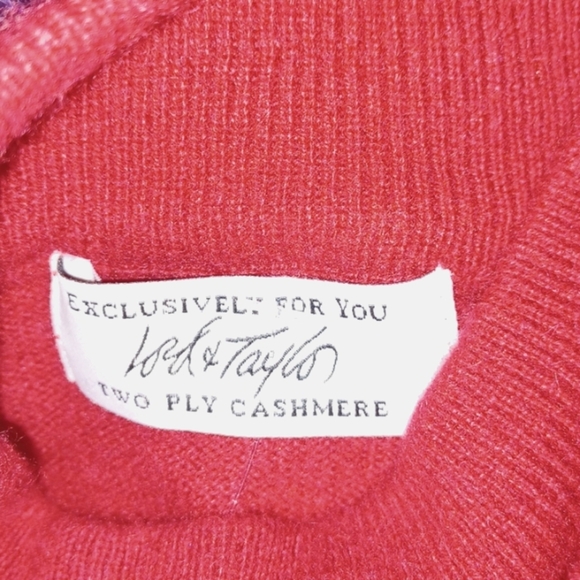 EXCLUSIVELY FOR YOU
Lord & Taylor
TWO PLY CASHMERE